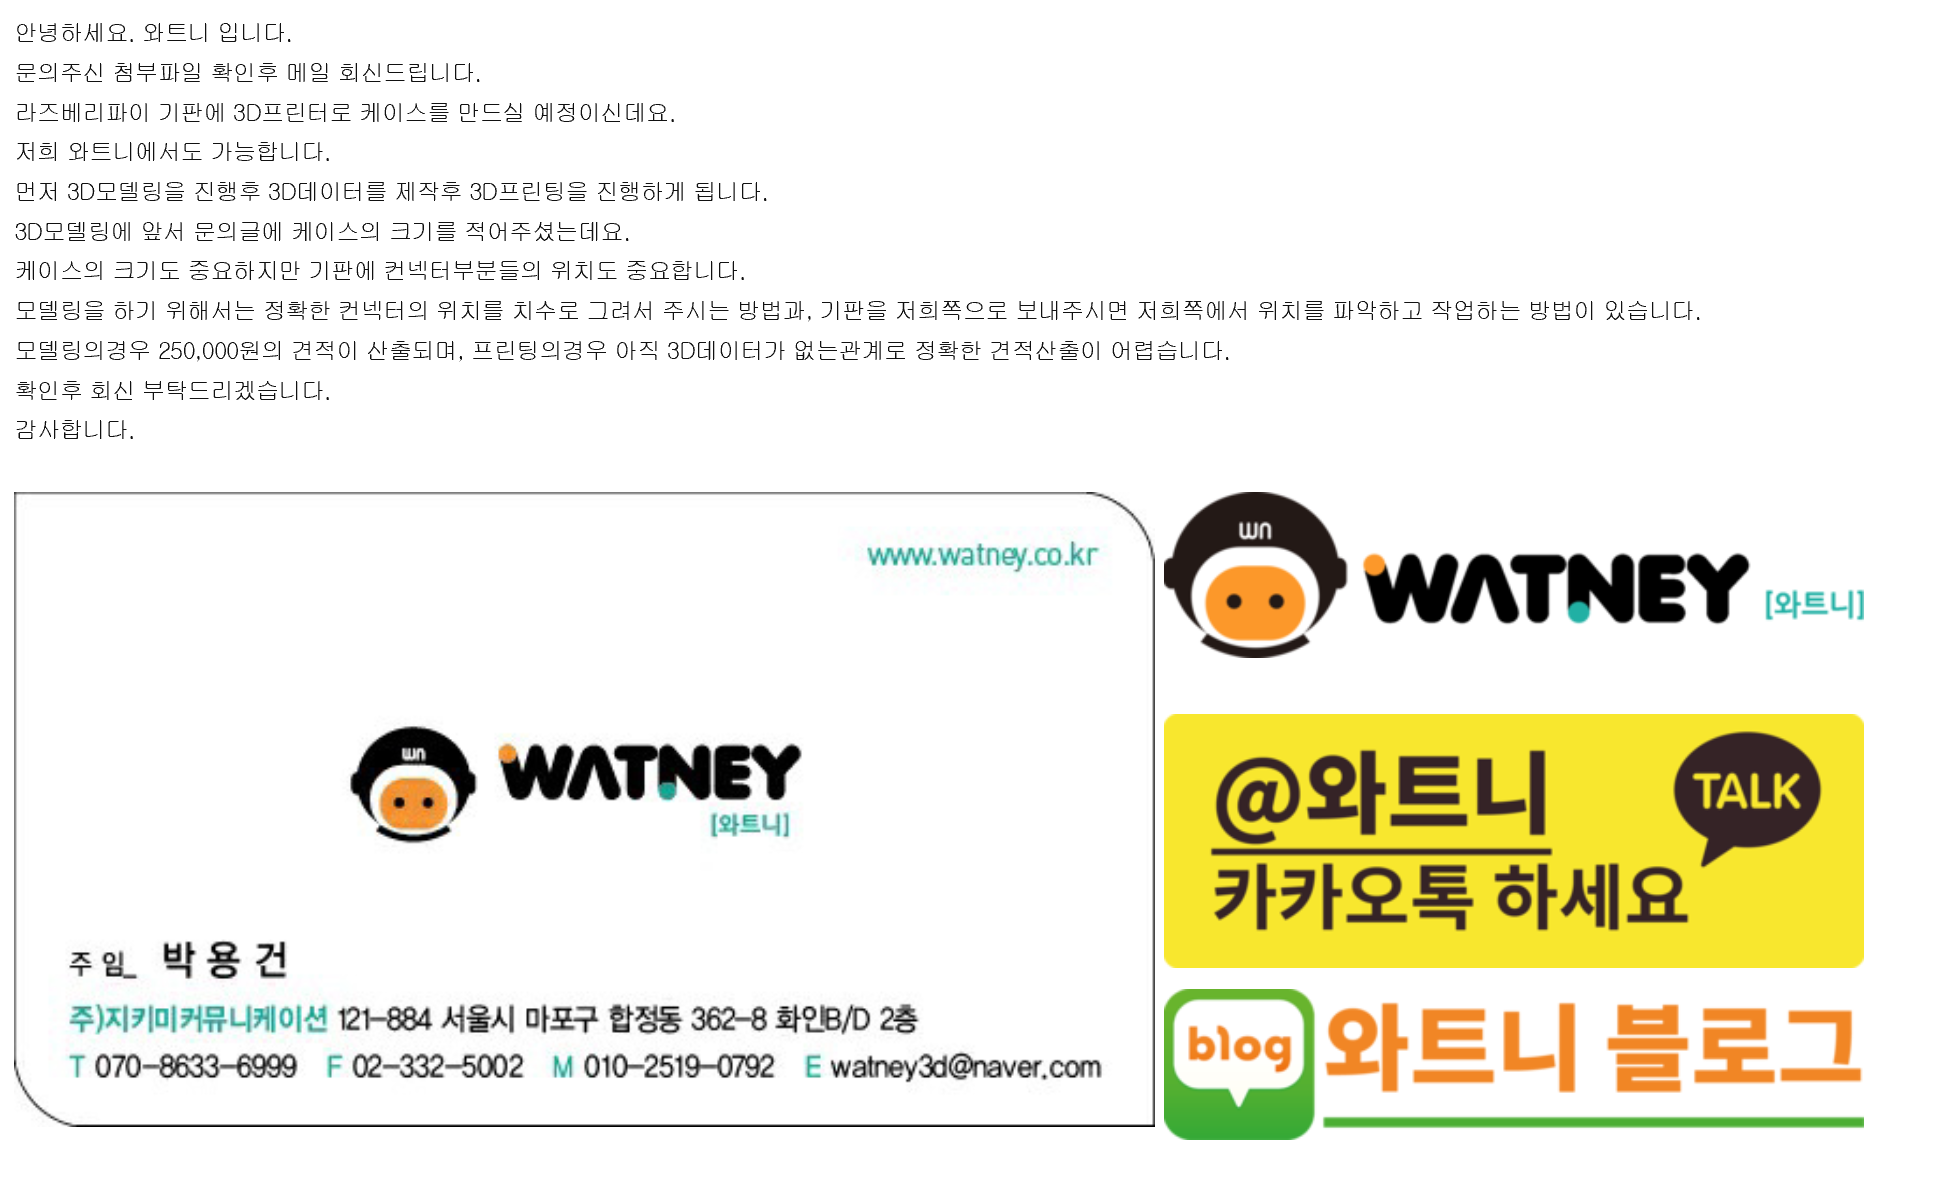 안녕하세요. 와트니 입니다.
문의주신 첨부파일 확인후 메일 회신드립니다.
라즈베리파이 기판에 3D프린터로 케이스를 만드실 예정이신데요.
저희 와트니에서도 가능합니다.
먼저 3D모델링을 진행후 3D데이터를 제작후 3D프린팅을 진행하게 됩니다.
3D모델링에 앞서 문의글에 케이스의 크기를 적어주셨는데요.
케이스의 크기도 중요하지만 기판에 컨넥터부분들의 위치도 중요합니다.
모델링을 하기 위해서는 정확한 컨넥터의 위치를 치수로 그려서 주시는 방법과, 기판을 저희쪽으로 보내주시면 저희쪽에서 위치를 파악하고 작업하는 방법이 있습니다.
모델링의경우 250,000원의 견적이 산출되며, 프린팅의경우 아직 3D데이터가 없는관계로 정확한 견적산출이 어렵습니다.
확인후 회신 부탁드리겠습니다.
감사합니다.
www.watney.co.kr
wn
WATNEY
[와트니]
주 임_ 박 용 건
주)지키미커뮤니케이션 121-884 서울시 마포구 합정동 362-8 화인B/D 2층
T 070-8633-6999 F 02-332-5002 M 010-2519-0792 E watney3d@naver.com
wn
WATNEY [와트니]
@와트니
TALK
카카오톡 하세요
blog 와트니 블로그